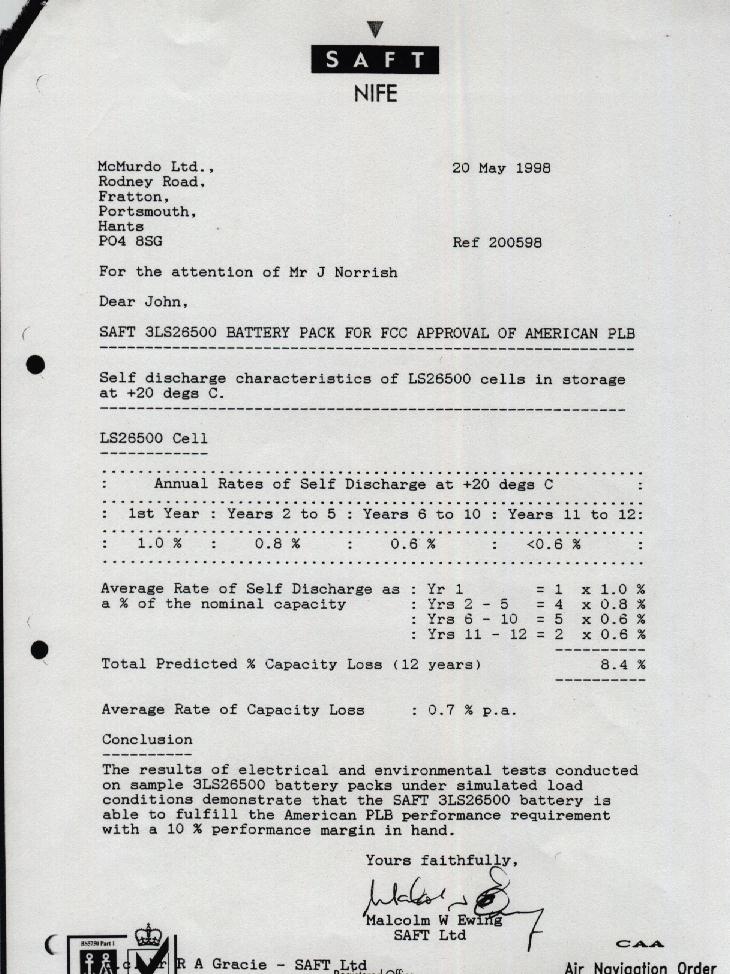 SAFT
NIFE
McMurdo Ltd., 20 May 1998
Rodney Road,
Fratton,
Portsmouth,
Hants
PO4 8SG Ref 200598
For the attention of Mr J Norrish
Dear John,
SAFT 3LS26500 BATTERY PACK FOR FCC APPROVAL OF AMERICAN PLB
Self discharge characteristics of LS26500 cells in storage
at +20 degs C.
LS26500 Cell
: Annual Rates of Self Discharge at +20 degs C :
: 1st Year : Years 2 to 5 : Years 6 to 10 : Years 11 to 12:
: 1.0 % : 0.8 % : 0.6 % : <0.6 % :
Average Rate of Self Discharge as : Yr 1 = 1 x 1.0 %
a % of the nominal capacity : Yrs 2 - 5 = 4 x 0.8 %
: Yrs 6 - 10 = 5 x 0.6 %
: Yrs 11 - 12 = 2 x 0.6 %
Total Predicted % Capacity Loss (12 years) 8.4 %
Average Rate of Capacity Loss : 0.7 % p.a.
Conclusion
The results of electrical and environmental tests conducted
on sample 3LS26500 battery packs under simulated load
conditions demonstrate that the SAFT 3LS26500 battery is
able to fulfill the American PLB performance requirement
with a 10 % performance margin in hand.
Yours faithfully,
Malcolm W Ewing
SAFT Ltd
BS5750 Part 1
CAA
R A Gracie - SAFT Ltd
Air Navigation Order